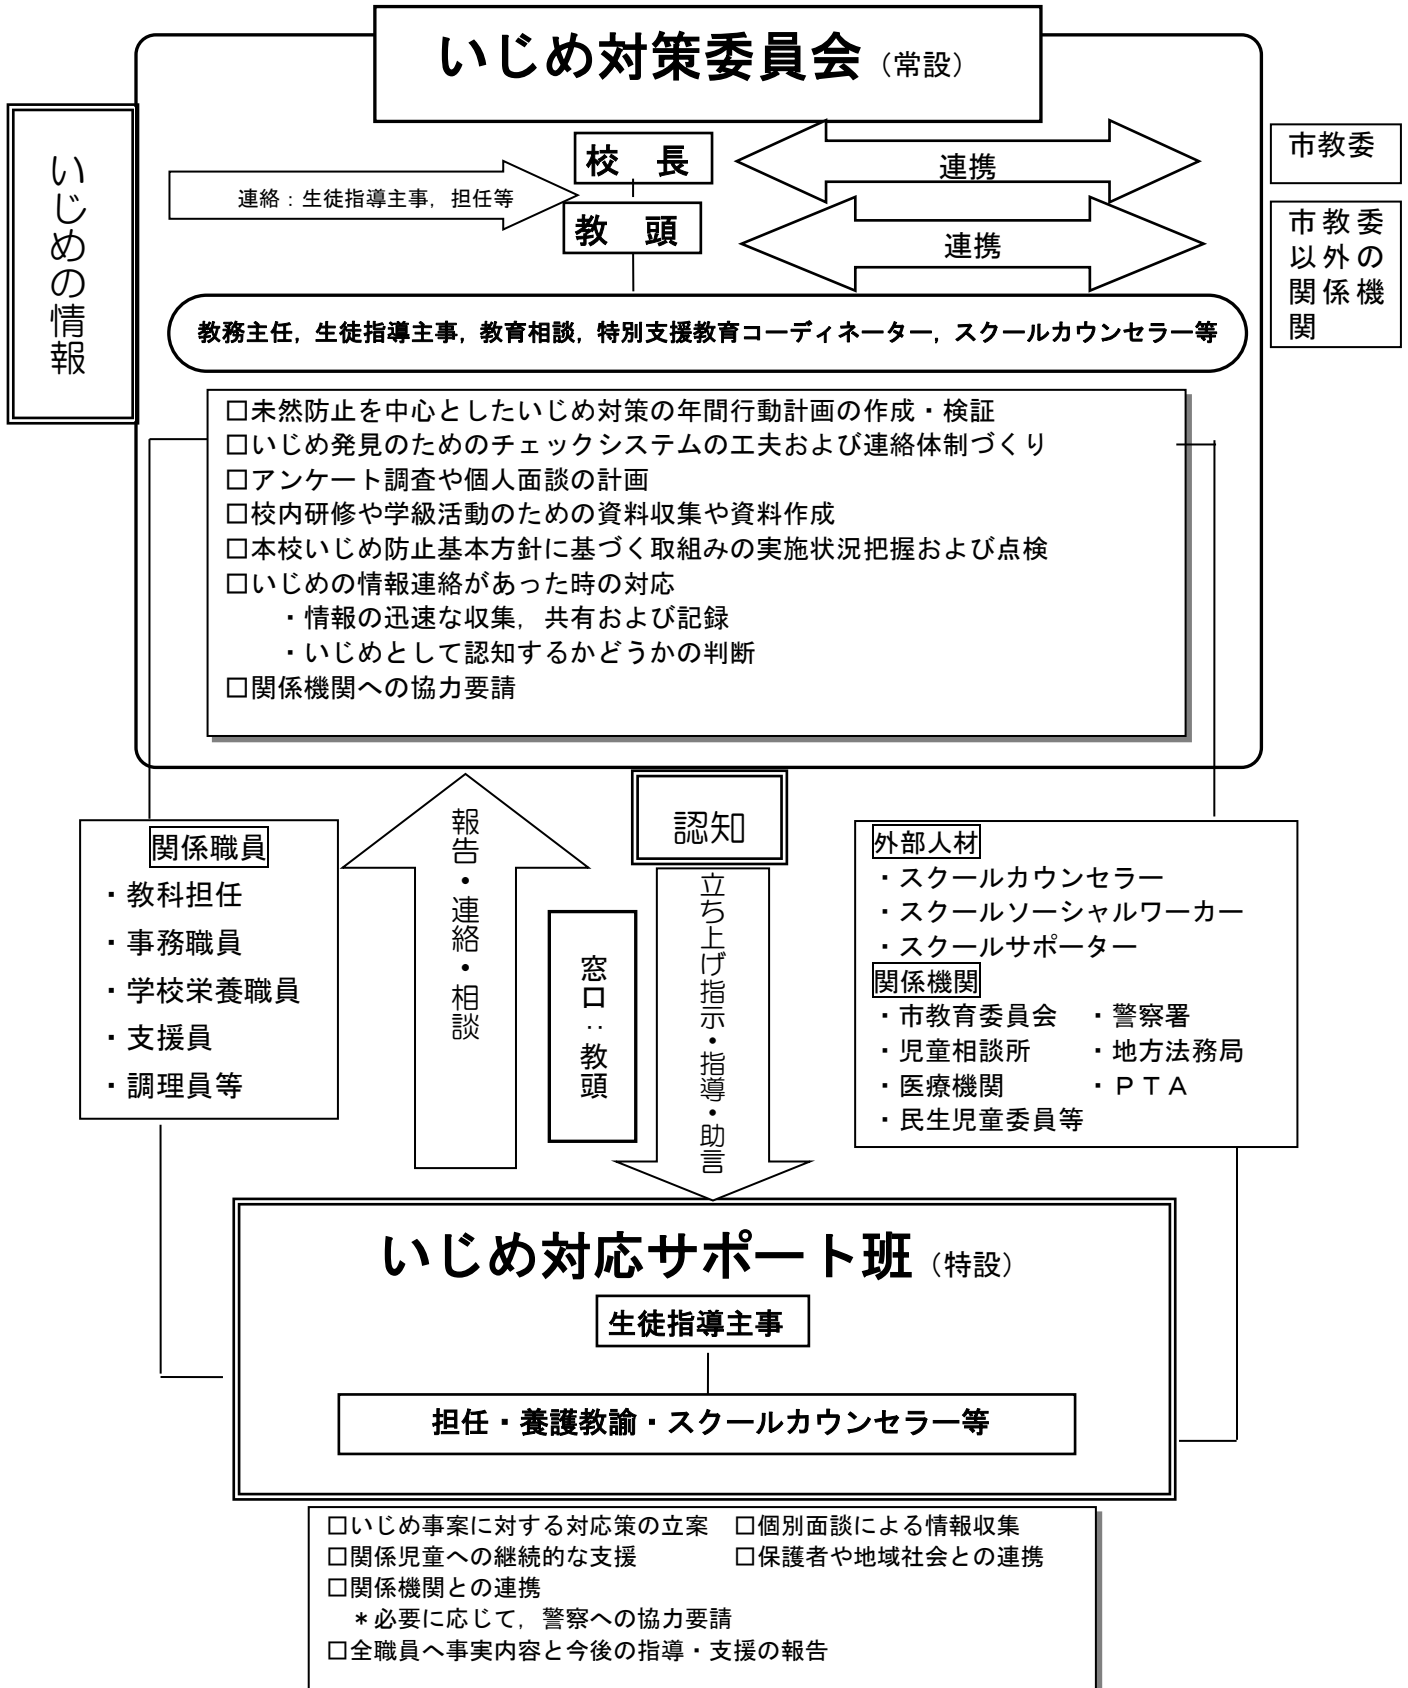 いじめ対策委員会（常設）
いじめの情報
校　長
連絡：生徒指導主事，担任等
教　頭
連携
連携
市教委
市教委
以外の
関係機
関
教務主任，生徒指導主事，教育相談，特別支援教育コーディネーター，スクールカウンセラー等
□未然防止を中心としたいじめ対策の年間行動計画の作成・検証
□いじめ発見のためのチェックシステムの工夫および連絡体制づくり
□アンケート調査や個人面談の計画
□校内研修や学級活動のための資料収集や資料作成
□本校いじめ防止基本方針に基づく取組みの実施状況把握および点検
□いじめの情報連絡があった時の対応
・情報の迅速な収集，共有および記録
・いじめとして認知するかどうかの判断
□関係機関への協力要請
関係職員
・教科担任
・事務職員
・学校栄養職員
・支援員
・調理員等
報告・連絡・相談
窓口：教頭
認知
立ち上げ指示・指導・助言
外部人材
・スクールカウンセラー
・スクールソーシャルワーカー
・スクールサポーター
関係機関
・市教育委員会　・警察署
・児童相談所　　・地方法務局
・医療機関　　　・ＰＴＡ
・民生児童委員等
いじめ対応サポート班（特設）
生徒指導主事
担任・養護教諭・スクールカウンセラー等
□いじめ事案に対する対応策の立案　□個別面談による情報収集
□関係児童への継続的な支援　　　　□保護者や地域社会との連携
□関係機関との連携
＊必要に応じて，警察への協力要請
□全職員へ事実内容と今後の指導・支援の報告